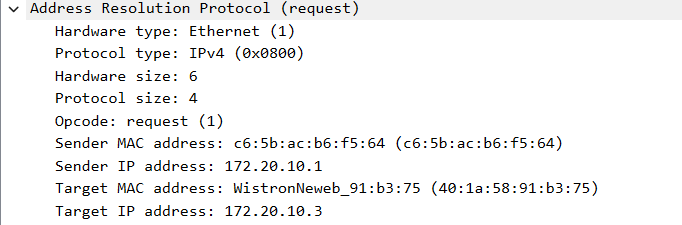 Address Resolution Protocol (request)
Hardware type: Ethernet (1)
Protocol type: IPv4 (0x0800)
Hardware size: 6
Protocol size: 4
Opcode: request (1)
Sender MAC address: c6:5b:ac:b6:f5:64 (c6:5b:ac:b6:f5:64)
Sender IP address: 172.20.10.1
Target MAC address: WistronNeweb_91:b3:75 (40:1a:58:91:b3:75)
Target IP address: 172.20.10.3